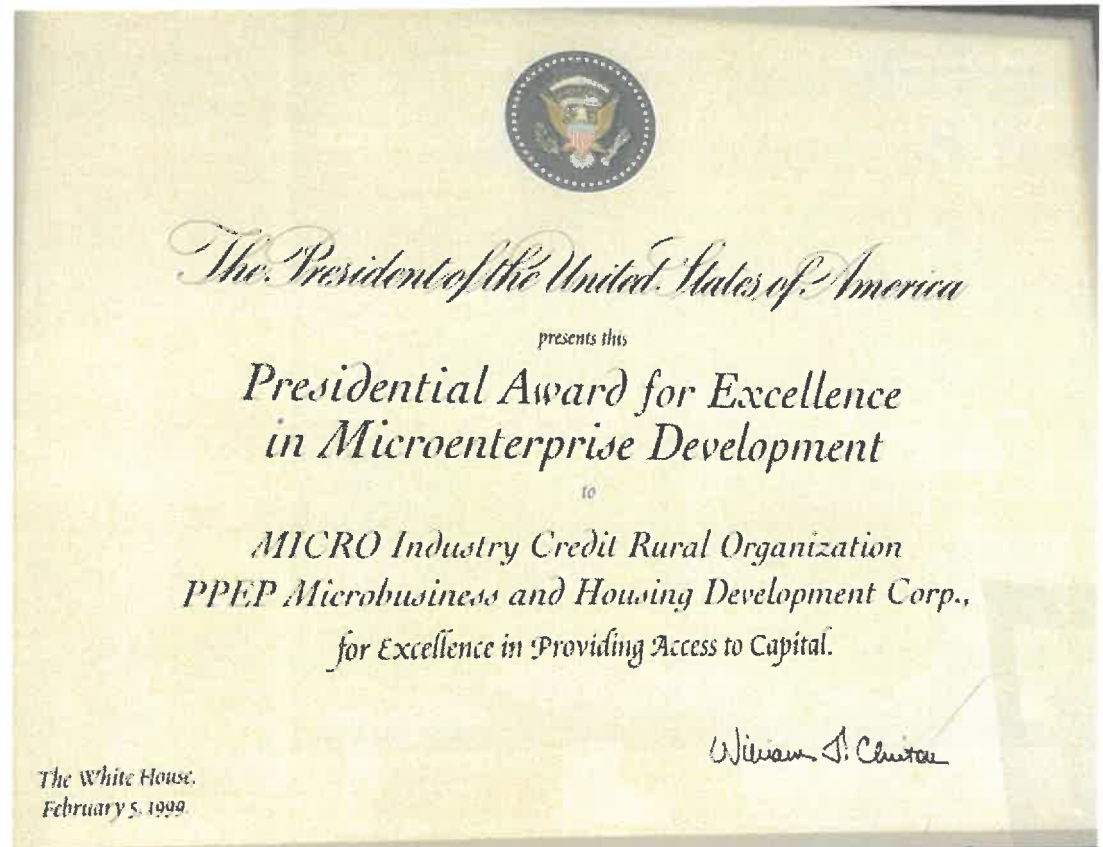 The President of the United States of America
presents this
Presidential Award for Excellence
in Microenterprise Development
to
MICRO Industry Credit Rural Organization
PPEP Microbusiness and Housing Development Corp.,
for Excellence in Providing Access to Capital.
William J. Clinton
The White House,
February 5, 1999